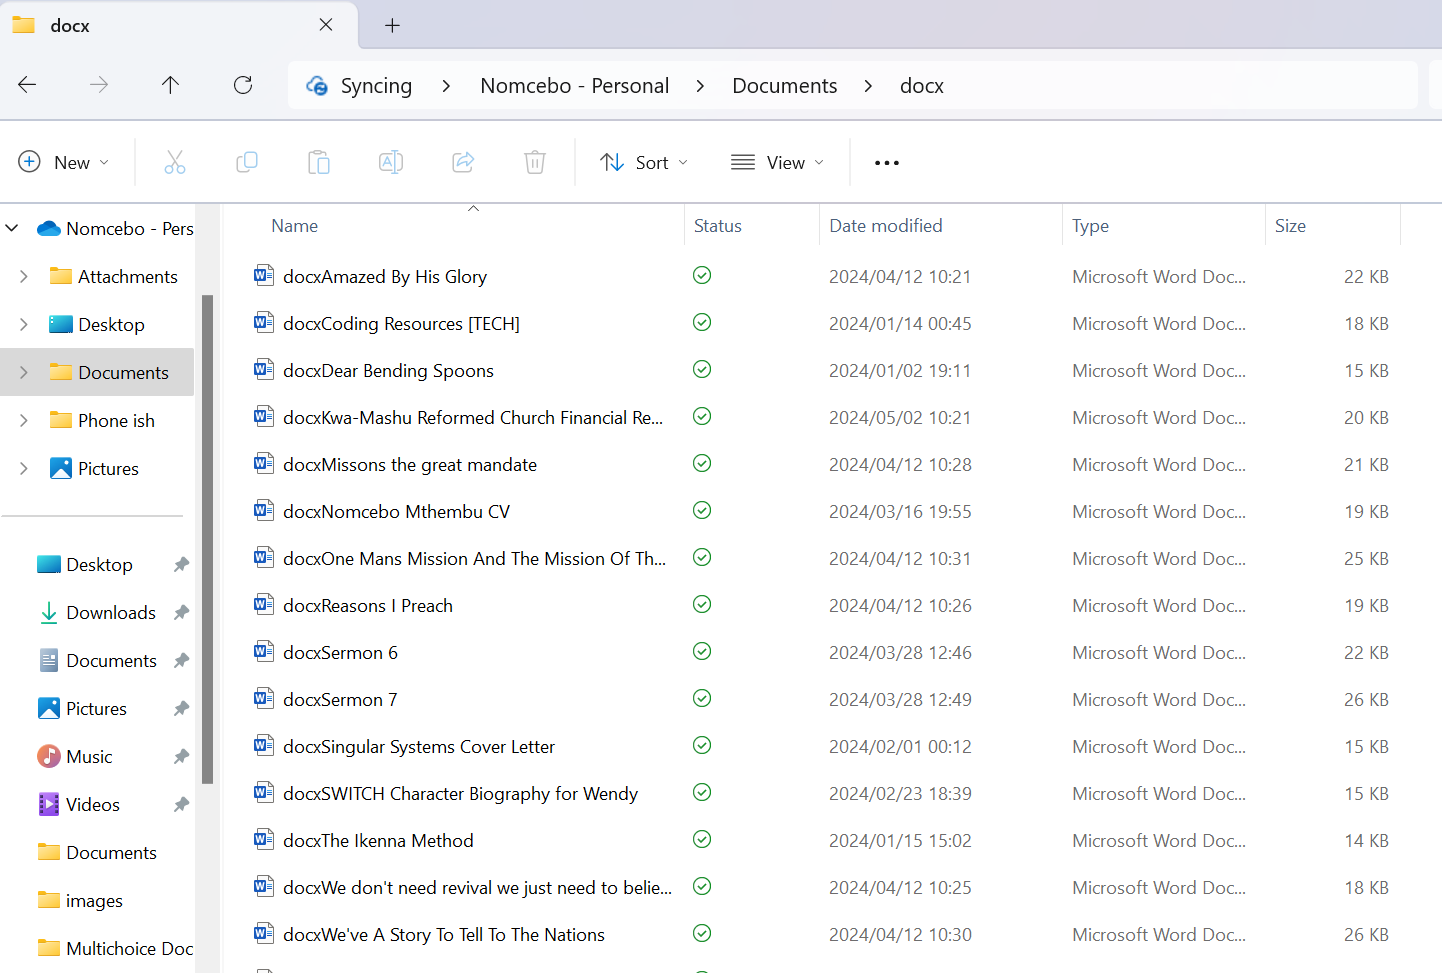 docx
Syncing > Nomcebo - Personal > Documents > docx
New Sort View
Nomcebo - Pers
Attachments
Desktop
Documents
Phone ish
Pictures
Desktop
Downloads
Documents
Pictures
Music
Videos
Documents
images
Multichoice Doc
Name Status Date modified Type Size
docxAmazed By His Glory 2024/04/12 10:21 Microsoft Word Doc... 22 KB
docxCoding Resources [TECH] 2024/01/14 00:45 Microsoft Word Doc... 18 KB
docxDear Bending Spoons 2024/01/02 19:11 Microsoft Word Doc... 15 KB
docxKwa-Mashu Reformed Church Financial Re... 2024/05/02 10:21 Microsoft Word Doc... 20 KB
docxMissons the great mandate 2024/04/12 10:28 Microsoft Word Doc... 21 KB
docxNomcebo Mthembu CV 2024/03/16 19:55 Microsoft Word Doc... 19 KB
docxOne Mans Mission And The Mission Of Th... 2024/04/12 10:31 Microsoft Word Doc... 25 KB
docxReasons I Preach 2024/04/12 10:26 Microsoft Word Doc... 19 KB
docxSermon 6 2024/03/28 12:46 Microsoft Word Doc... 22 KB
docxSermon 7 2024/03/28 12:49 Microsoft Word Doc... 26 KB
docxSingular Systems Cover Letter 2024/02/01 00:12 Microsoft Word Doc... 15 KB
docxSWITCH Character Biography for Wendy 2024/02/23 18:39 Microsoft Word Doc... 15 KB
docxThe Ikenna Method 2024/01/15 15:02 Microsoft Word Doc... 14 KB
docxWe don't need revival we just need to belie... 2024/04/12 10:25 Microsoft Word Doc... 18 KB
docxWe've A Story To Tell To The Nations 2024/04/12 10:30 Microsoft Word Doc... 26 KB